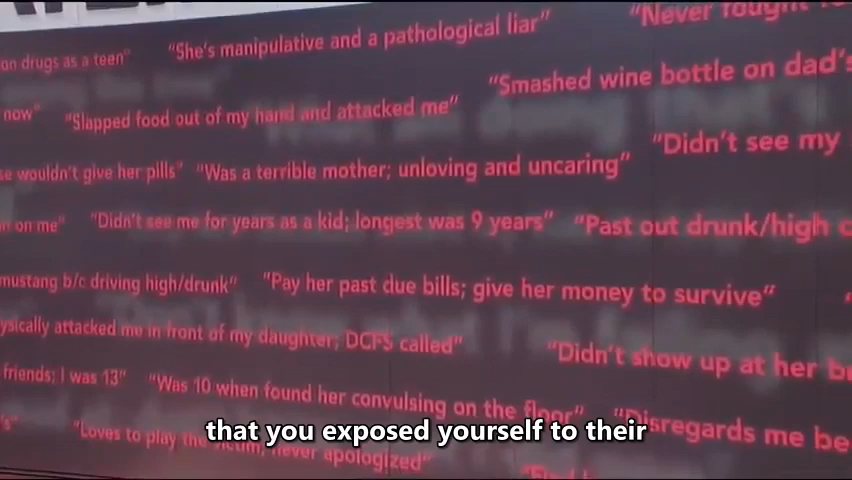 "Never fought
on drugs as a teen" "She's manipulative and a pathological liar"
"Smashed wine bottle on dad's
now" "Slapped food out of my hand and attacked me"
"Didn't see my
wouldn't give her pills" "Was a terrible mother; unloving and uncaring"
on me" "Didn't see me for years as a kid; longest was 9 years" "Past out drunk/high
mustang b/c driving high/drunk" "Pay her past due bills; give her money to survive"
attacked me in front of my daughter; DCFS called" "Didn't show up at her
friends; I was 13" "Was 10 when found her convulsing on the floor" "Disregards me
"Loves to play the victim, never apologized"
that you exposed yourself to their